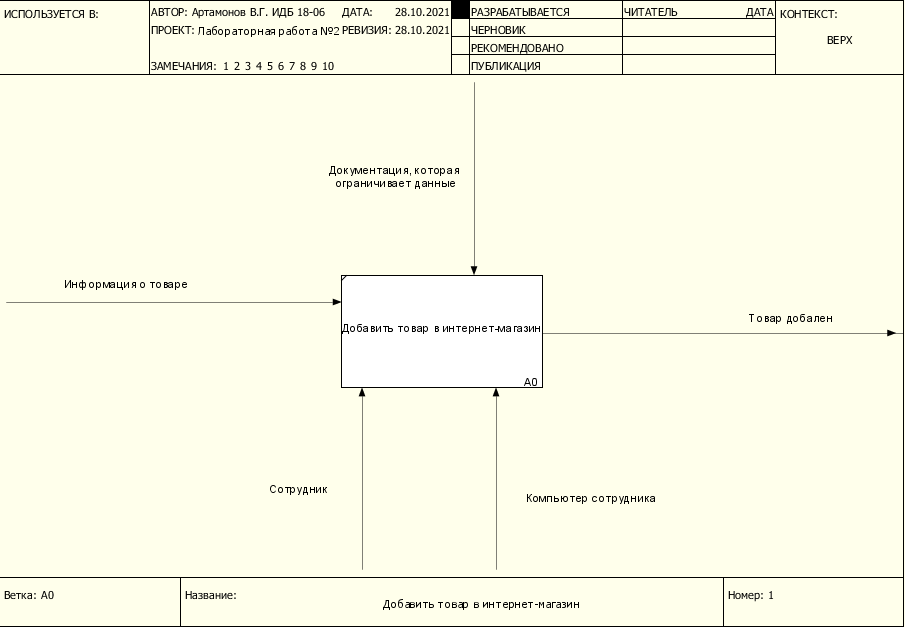 ИСПОЛЬЗУЕТСЯ В:
АВТОР: Артамонов В.Г. ИДБ 18-06 ДАТА: 28.10.2021
ПРОЕКТ: Лабораторная работа №2 РЕВИЗИЯ: 28.10.2021
ЗАМЕЧАНИЯ: 1 2 3 4 5 6 7 8 9 10
РАЗРАБАТЫВАЕТСЯ
ЧЕРНОВИК
РЕКОМЕНДОВАНО
ПУБЛИКАЦИЯ
ЧИТАТЕЛЬ ДАТА
КОНТЕКСТ:
ВЕРХ
Документация, которая
ограничивает данные
Информация о товаре
Добавить товар в интернет-магазин
A0
Товар добален
Сотрудник
Компьютер сотрудника
Ветка: A0
Название:
Добавить товар в интернет-магазин
Номер: 1